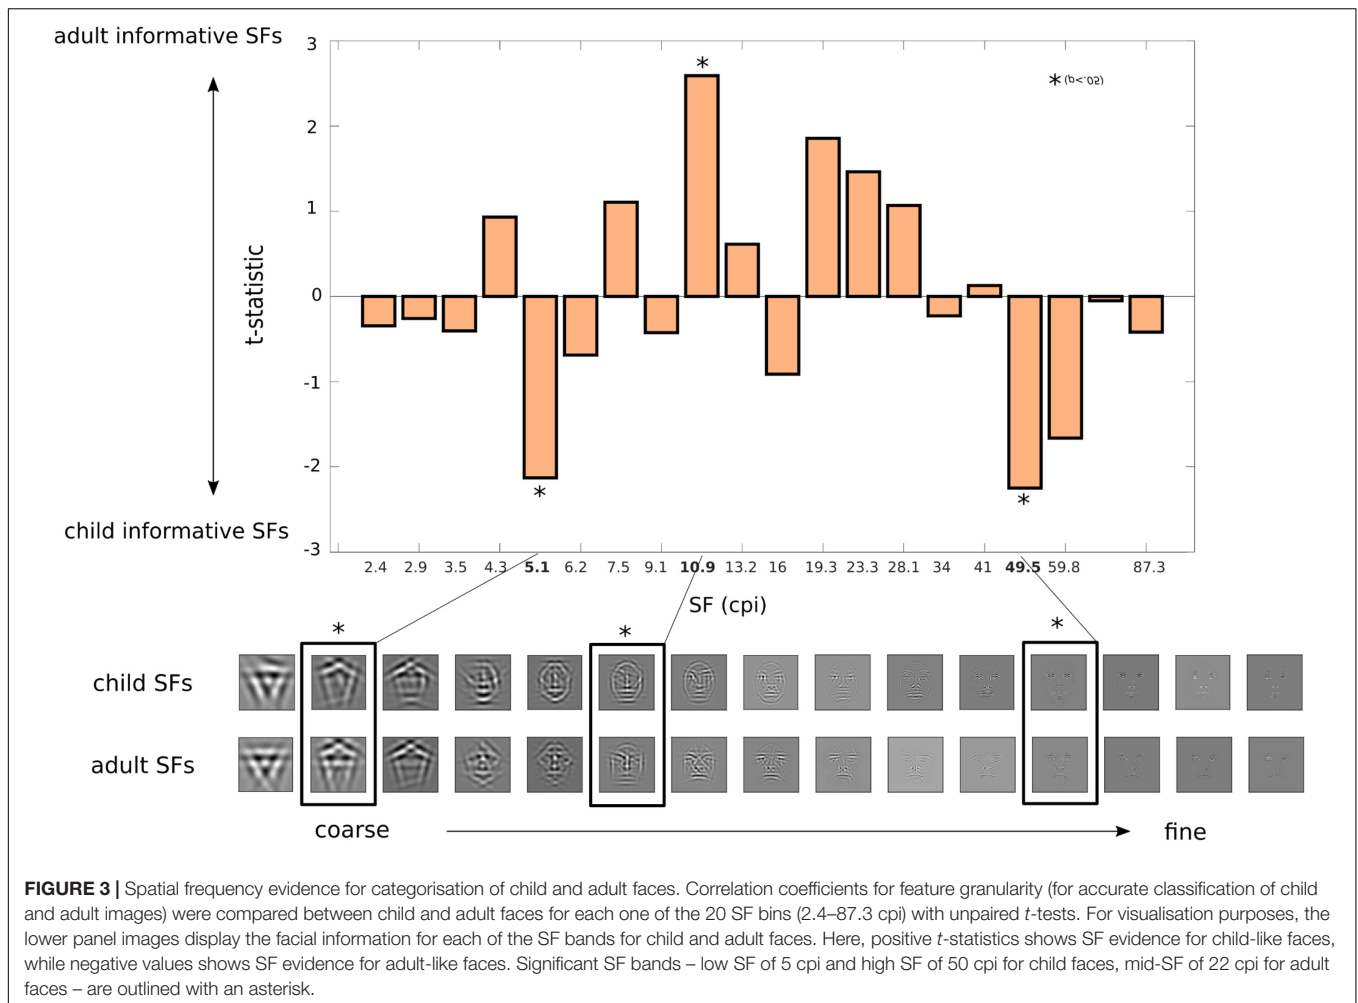 adult informative SFs
3
*
* (p<.05)
2
1
0
t-statistic
-1
-2
*
*
child informative SFs
-3
2.4 2.9 3.5 4.3 5.1 6.2 7.5 9.1 10.9 13.2 16 19.3 23.3 28.1 34 41 49.5 59.8 87.3
SF (cpi)
* * *
child SFs
adult SFs
coarse fine
FIGURE 3 | Spatial frequency evidence for categorisation of child and adult faces. Correlation coefficients for feature granularity (for accurate classification of child
and adult images) were compared between child and adult faces for each one of the 20 SF bins (2.4–87.3 cpi) with unpaired t-tests. For visualisation purposes, the
lower panel images display the facial information for each of the SF bands for child and adult faces. Here, positive t-statistics shows SF evidence for child-like faces,
while negative values shows SF evidence for adult-like faces. Significant SF bands – low SF of 5 cpi and high SF of 50 cpi for child faces, mid-SF of 22 cpi for adult
faces – are outlined with an asterisk.